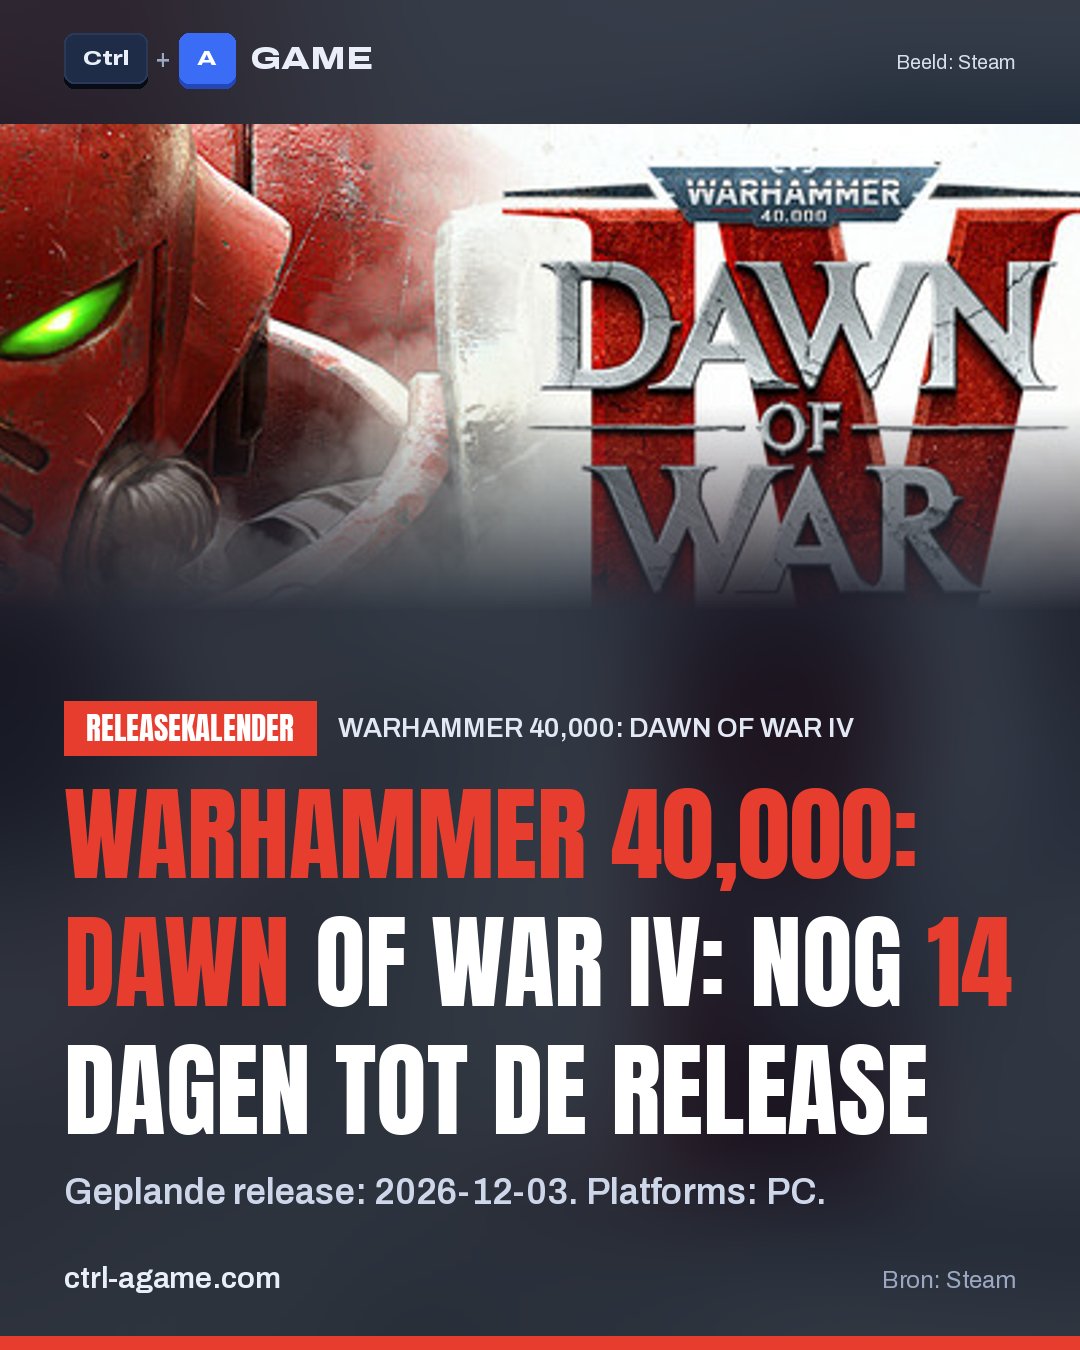 Ctrl + A GAME
Beeld: Steam
WARHAMMER
40,000
DAWN
OF
WAR
RELEASEKALENDER
WARHAMMER 40,000: DAWN OF WAR IV
WARHAMMER 40,000:
DAWN OF WAR IV: NOG 14
DAGEN TOT DE RELEASE
Geplande release: 2026-12-03. Platforms: PC.
ctrl-agame.com
Bron: Steam